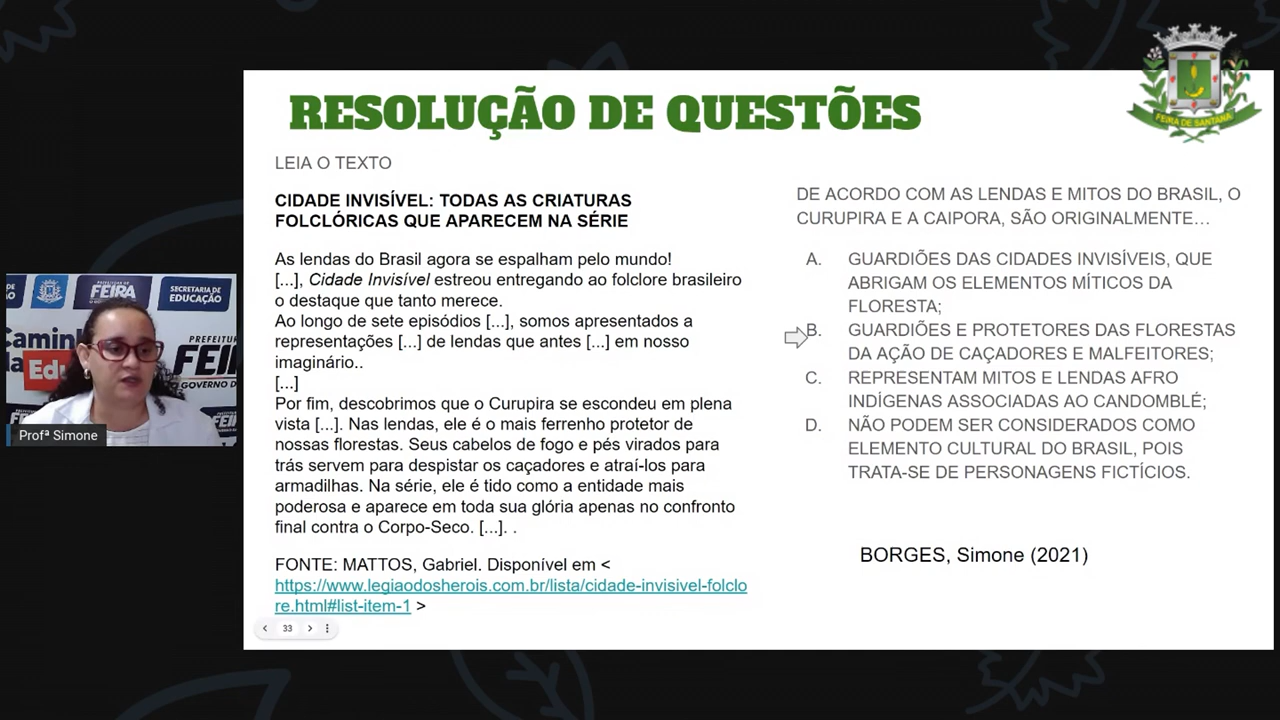 RESOLUÇÃO DE QUESTÕES
FEIRA DE SANTANA
LEIA O TEXTO
CIDADE INVISÍVEL: TODAS AS CRIATURAS
FOLCLÓRICAS QUE APARECEM NA SÉRIE
As lendas do Brasil agora se espalham pelo mundo!
[...], Cidade Invisível estreou entregando ao folclore brasileiro
o destaque que tanto merece.
Ao longo de sete episódios [...], somos apresentados a
representações [...] de lendas que antes [...] em nosso
imaginário..
[...]
Por fim, descobrimos que o Curupira se escondeu em plena
vista [...]. Nas lendas, ele é o mais ferrenho protetor de
nossas florestas. Seus cabelos de fogo e pés virados para
trás servem para despistar os caçadores e atraí-los para
armadilhas. Na série, ele é tido como a entidade mais
poderosa e aparece em toda sua glória apenas no confronto
final contra o Corpo-Seco. [...]. .
FONTE: MATTOS, Gabriel. Disponível em <
https://www.legiaodosherois.com.br/lista/cidade-invisivel-folclo
re.html#list-item-1 >
33
DE ACORDO COM AS LENDAS E MITOS DO BRASIL, O
CURUPIRA E A CAIPORA, SÃO ORIGINALMENTE...
A. GUARDIÕES DAS CIDADES INVISÍVEIS, QUE
ABRIGAM OS ELEMENTOS MÍTICOS DA
FLORESTA;
B. GUARDIÕES E PROTETORES DAS FLORESTAS
DA AÇÃO DE CAÇADORES E MALFEITORES;
C. REPRESENTAM MITOS E LENDAS AFRO
INDÍGENAS ASSOCIADAS AO CANDOMBLÉ;
D. NÃO PODEM SER CONSIDERADOS COMO
ELEMENTO CULTURAL DO BRASIL, POIS
TRATA-SE DE PERSONAGENS FICTÍCIOS.
BORGES, Simone (2021)
FEIRA
SECRETARIA DE
EDUCAÇÃO
Camin
da
Edu
PREFEIT
FEI
GOVERNO D
Profª Simone